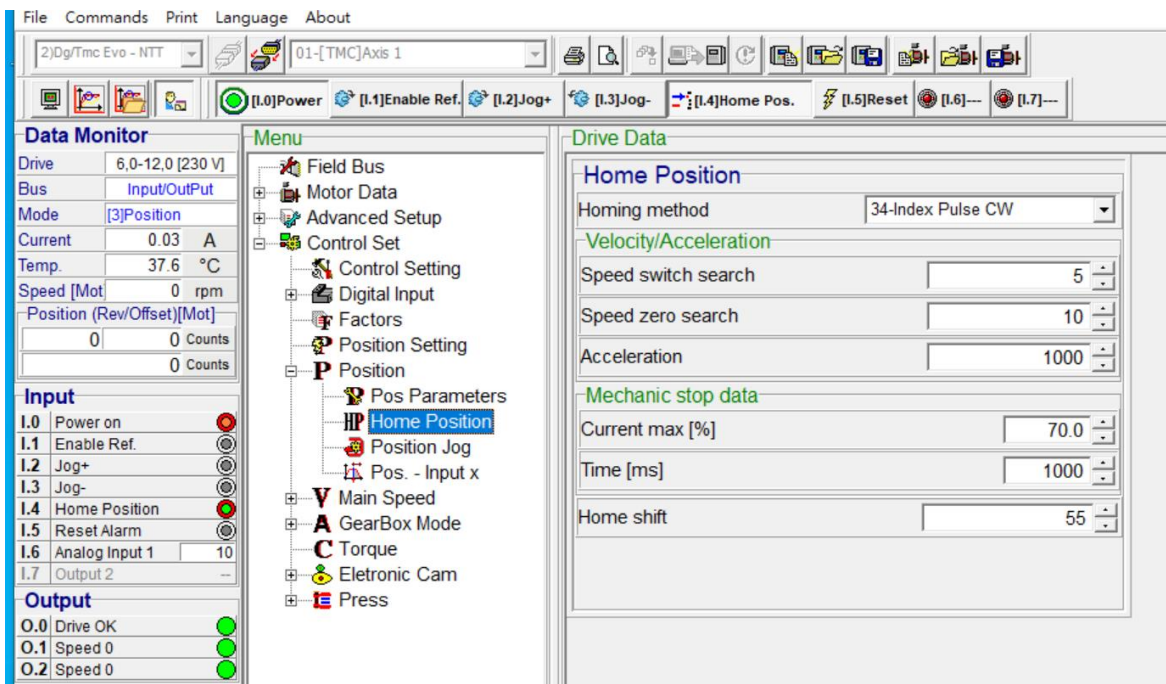 File Commands Print Language About
2)Dg/Tmc Evo - NTT
01-[TMC]Axis 1
[I.0]Power [I.1]Enable Ref. [I.2]Jog+ [I.3]Jog- [I.4]Home Pos. [I.5]Reset [I.6]--- [I.7]---
Data Monitor
Drive 6,0-12,0 [230 V]
Bus Input/OutPut
Mode [3]Position
Current 0.03 A
Temp. 37.6 °C
Speed [Mot 0 rpm
Position (Rev/Offset)[Mot]
0 0 Counts
0 Counts
Input
I.0 Power on
I.1 Enable Ref.
I.2 Jog+
I.3 Jog-
I.4 Home Position
I.5 Reset Alarm
I.6 Analog Input 1 10
I.7 Output 2 --
Output
O.0 Drive OK
O.1 Speed 0
O.2 Speed 0
Menu
Field Bus
Motor Data
Advanced Setup
Control Set
Control Setting
Digital Input
Factors
Position Setting
P Position
Pos Parameters
HP Home Position
Position Jog
Pos. - Input x
V Main Speed
A GearBox Mode
C Torque
Eletronic Cam
Press
Drive Data
Home Position
Homing method 34-Index Pulse CW
Velocity/Acceleration
Speed switch search 5
Speed zero search 10
Acceleration 1000
Mechanic stop data
Current max [%] 70.0
Time [ms] 1000
Home shift 55